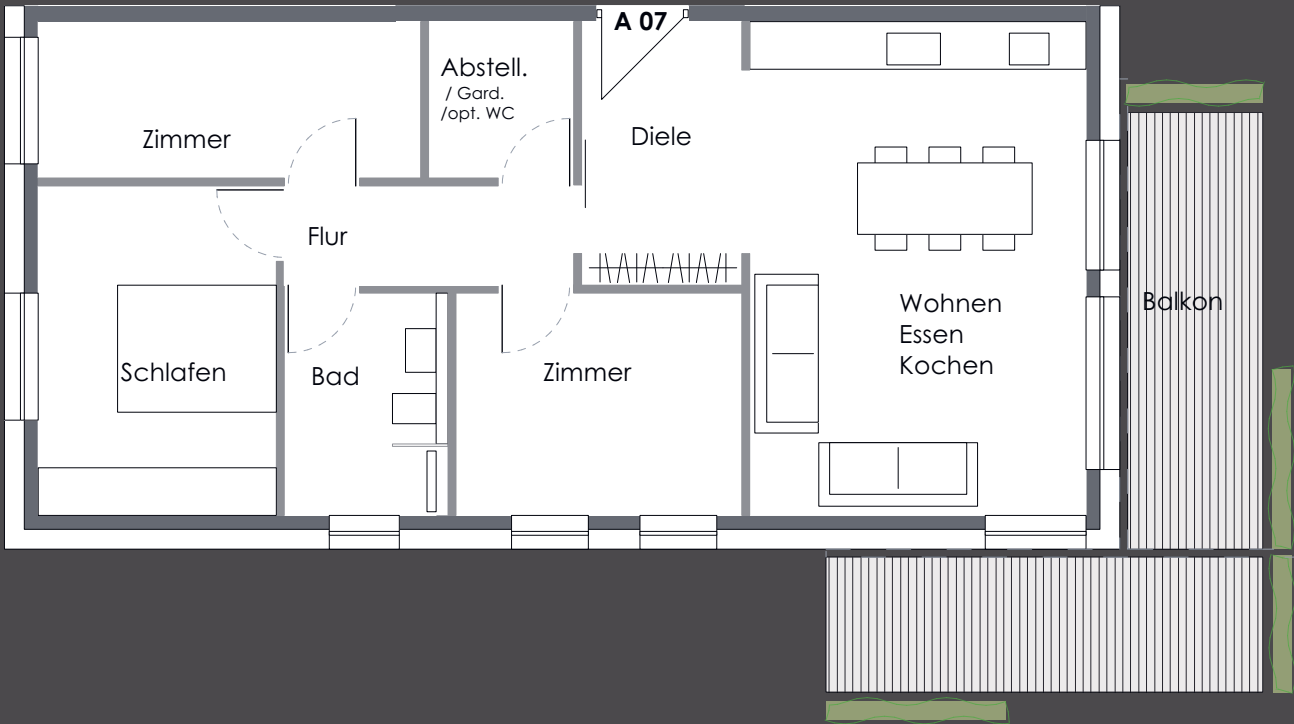 A 07
Abstell.
/ Gard.
/opt. WC
Zimmer
Diele
Flur
Wohnen
Essen
Kochen
Balkon
Schlafen
Bad
Zimmer